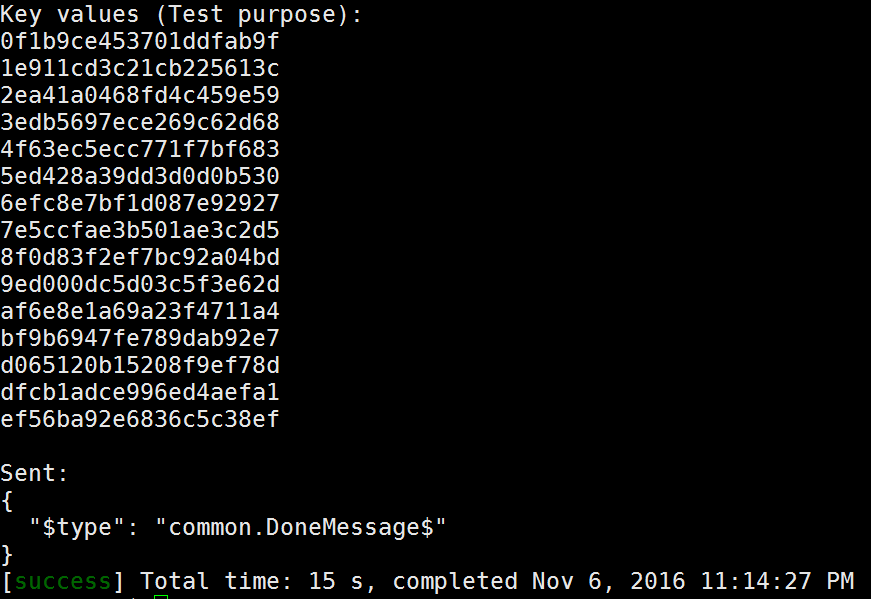 Key values (Test purpose):
0f1b9ce453701ddfab9f
1e911cd3c21cb225613c
2ea41a0468fd4c459e59
3edb5697ece269c62d68
4f63ec5ecc771f7bf683
5ed428a39dd3d0d0b530
6efc8e7bf1d087e92927
7e5ccfae3b501ae3c2d5
8f0d83f2ef7bc92a04bd
9ed000dc5d03c5f3e62d
af6e8e1a69a23f4711a4
bf9b6947fe789dab92e7
d065120b15208f9ef78d
dfcb1adce996ed4aefa1
ef56ba92e6836c5c38ef
Sent:
{
  "$type": "common.DoneMessage$"
}
[success] Total time: 15 s, completed Nov 6, 2016 11:14:27 PM